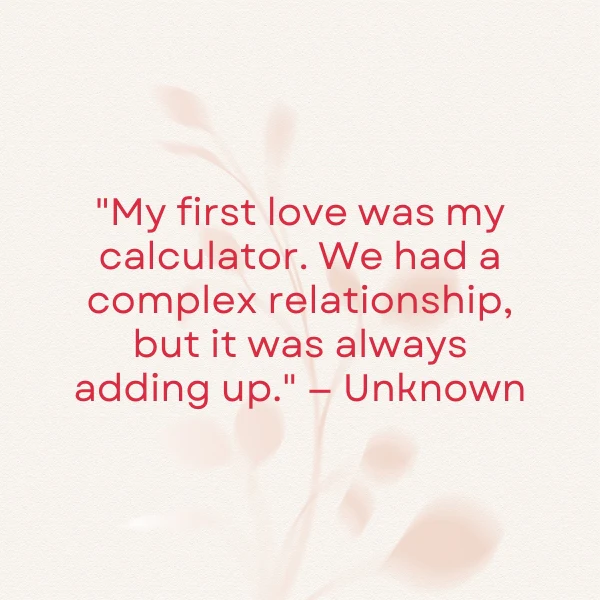 "My first love was my
calculator. We had a
complex relationship,
but it was always
adding up." – Unknown